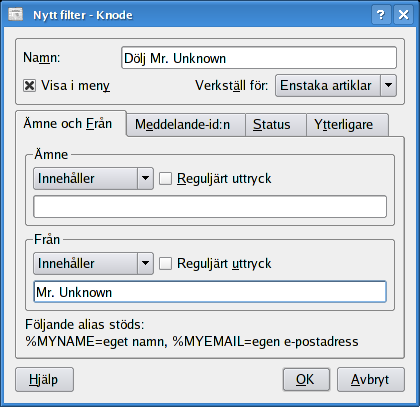 Nytt filter - Knode
Namn: Dölj Mr. Unknown
Visa i meny Verkställ för: Enstaka artiklar
Ämne och Från Meddelande-id:n Status Ytterligare
Ämne
Innehåller Reguljärt uttryck
Från
Innehåller Reguljärt uttryck
Mr. Unknown
Följande alias stöds:
%MYNAME=eget namn, %MYEMAIL=egen e-postadress
Hjälp OK Avbryt